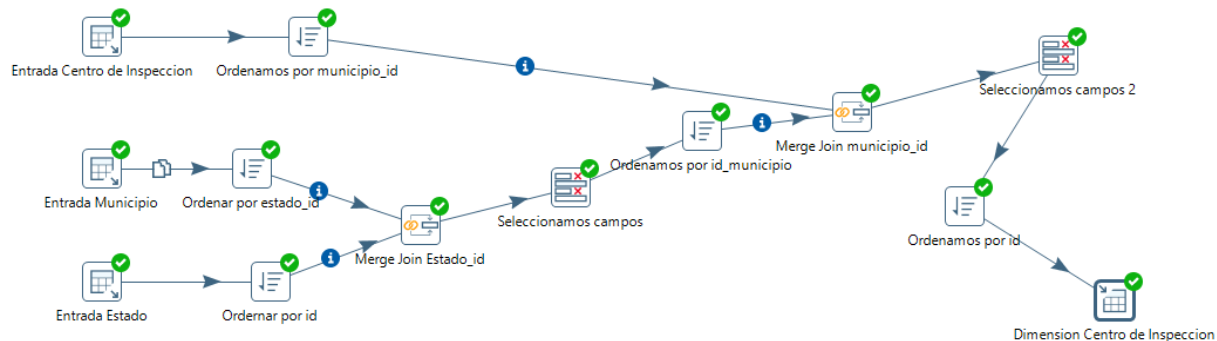 Entrada Centro de Inspeccion
Ordenamos por municipio_id
Seleccionamos campos 2
Merge Join municipio_id
Ordenamos por id_municipio
Entrada Municipio
Ordenar por estado_id
Seleccionamos campos
Ordenamos por id
Merge Join Estado_id
Entrada Estado
Ordernar por id
Dimension Centro de Inspeccion